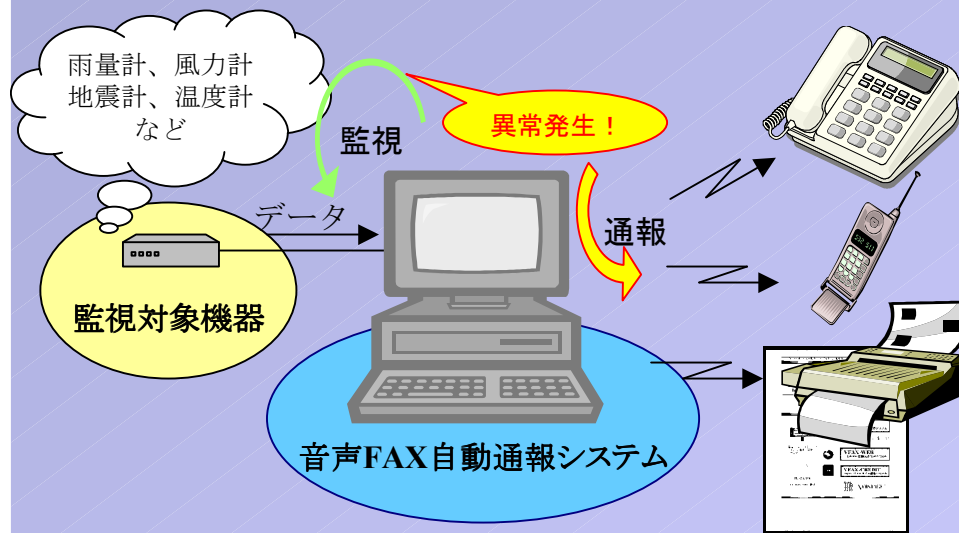 雨量計、風力計
地震計、温度計
など
監視
異常発生！
データ
通報
監視対象機器
音声FAX自動通報システム
VFAX-WEB